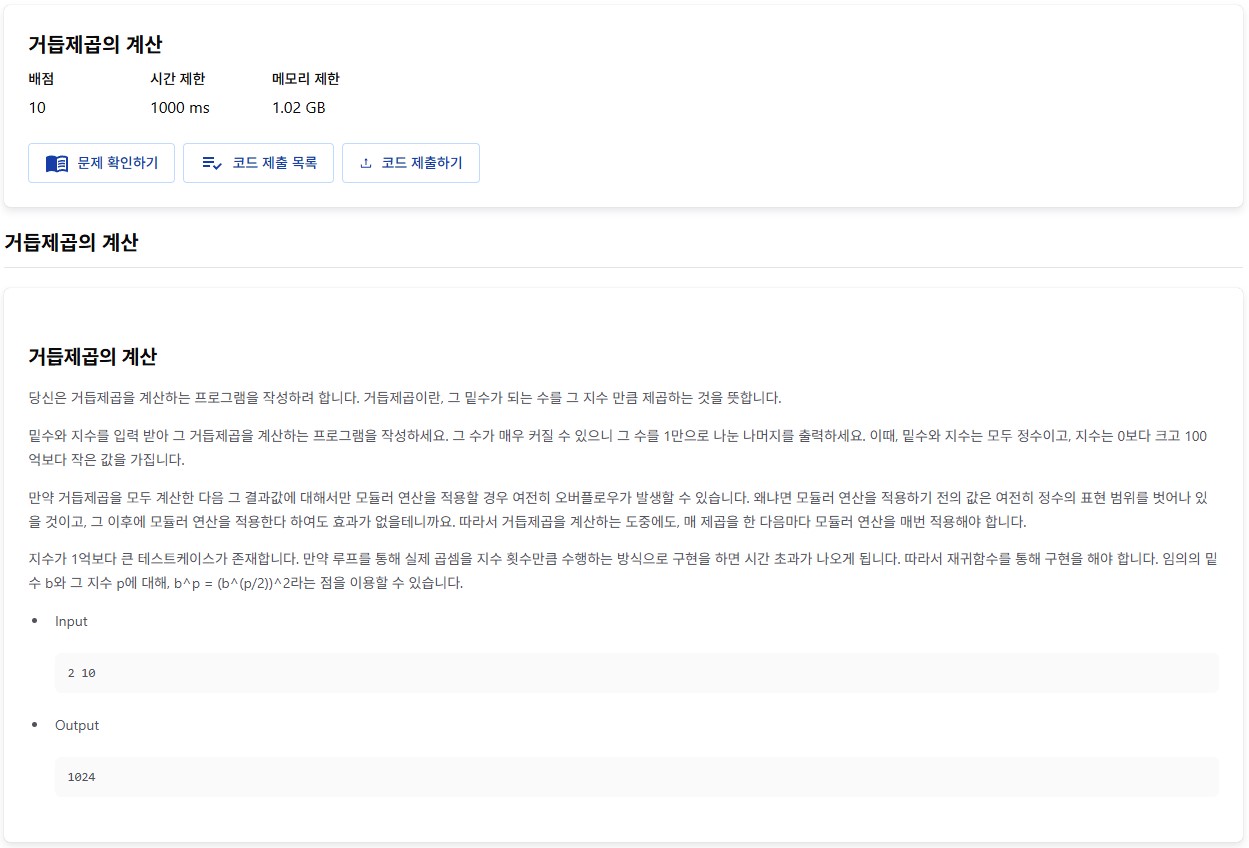 거듭제곱의 계산
배점 시간 제한 메모리 제한
10 1000 ms 1.02 GB
문제 확인하기 코드 제출 목록 코드 제출하기
거듭제곱의 계산
거듭제곱의 계산
당신은 거듭제곱을 계산하는 프로그램을 작성하려 합니다. 거듭제곱이란, 그 밑수가 되는 수를 그 지수 만큼 제곱하는 것을 뜻합니다.
밑수와 지수를 입력 받아 그 거듭제곱을 계산하는 프로그램을 작성하세요. 그 수가 매우 커질 수 있으니 그 수를 1만으로 나눈 나머지를 출력하세요. 이때, 밑수와 지수는 모두 정수이고, 지수는 0보다 크고 100
억보다 작은 값을 가집니다.
만약 거듭제곱을 모두 계산한 다음 그 결과값에 대해서만 모듈러 연산을 적용할 경우 여전히 오버플로우가 발생할 수 있습니다. 왜냐면 모듈러 연산을 적용하기 전의 값은 여전히 정수의 표현 범위를 벗어나 있
을 것이고, 그 이후에 모듈러 연산을 적용한다 하여도 효과가 없을테니까요. 따라서 거듭제곱을 계산하는 도중에도, 매 제곱을 한 다음마다 모듈러 연산을 매번 적용해야 합니다.
지수가 1억보다 큰 테스트케이스가 존재합니다. 만약 루프를 통해 실제 곱셈을 지수 횟수만큼 수행하는 방식으로 구현을 하면 시간 초과가 나오게 됩니다. 따라서 재귀함수를 통해 구현을 해야 합니다. 임의의 밑
수 b와 그 지수 p에 대해, b^p = (b^(p/2))^2라는 점을 이용할 수 있습니다.
• Input
2 10
• Output
1024